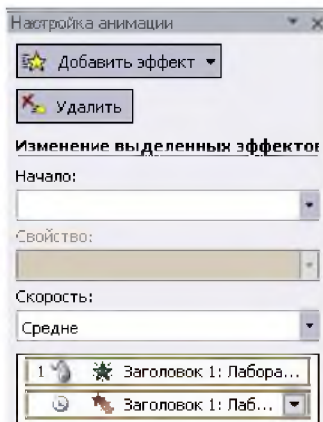 Настройка анимации
Добавить эффект
Удалить
Изменение выделенных эффектов
Начало:
Свойство:
Скорость:
Средне
1 Заголовок 1: Лабора...
Заголовок 1: Лаб...